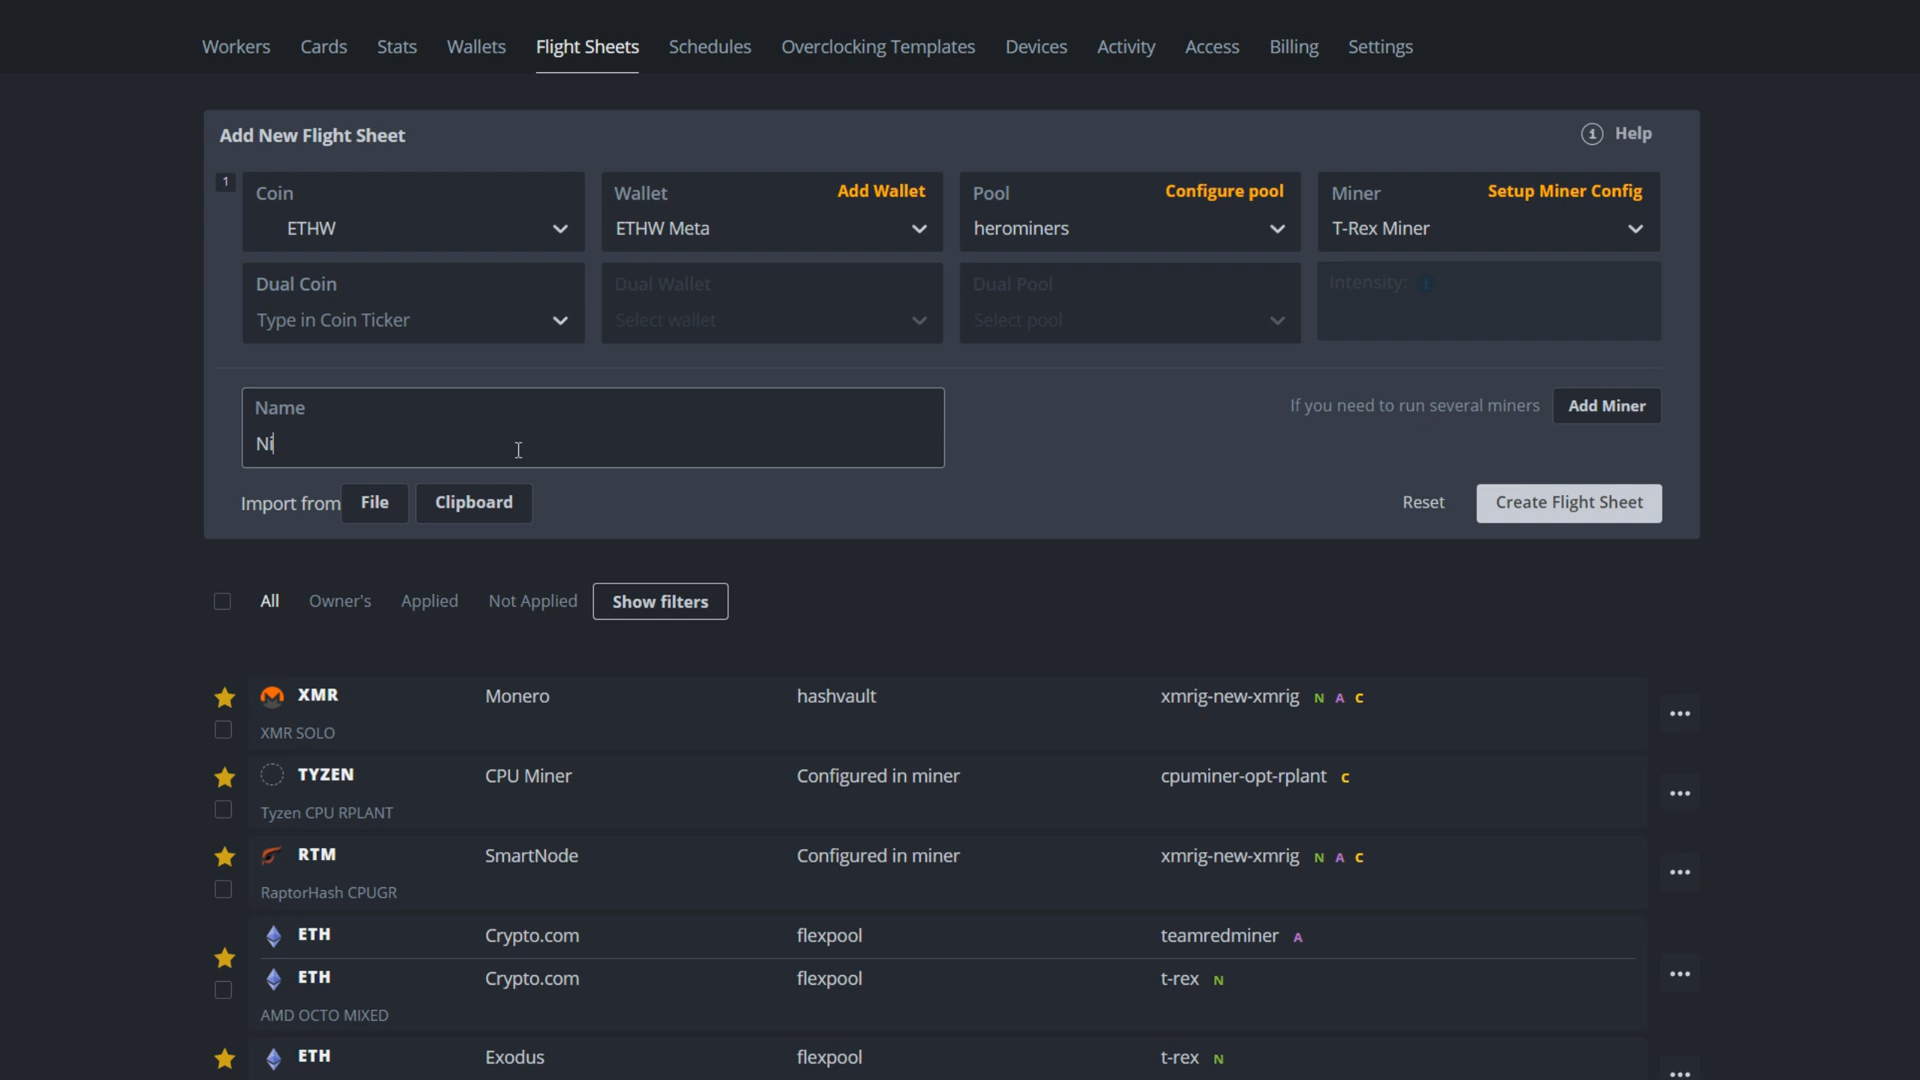 Workers Cards Stats Wallets Flight Sheets Schedules Overclocking Templates Devices Activity Access Billing Settings
Add New Flight Sheet
Help
1
Coin
ETHW
Wallet Add Wallet
ETHW Meta
Pool Configure pool
herominers
Miner Setup Miner Config
T-Rex Miner
Dual Coin
Type in Coin Ticker
Dual Wallet
Select wallet
Dual Pool
Select pool
Intensity:
Name
Ni
If you need to run several miners Add Miner
Import from File Clipboard
Reset Create Flight Sheet
All Owner's Applied Not Applied Show filters
XMR Monero hashvault xmrig-new-xmrig N A C
XMR SOLO
TYZEN CPU Miner Configured in miner cpuminer-opt-rplant C
Tyzen CPU RPLANT
RTM SmartNode Configured in miner xmrig-new-xmrig N A C
RaptorHash CPUGR
ETH Crypto.com flexpool teamredminer A
ETH Crypto.com flexpool t-rex N
AMD OCTO MIXED
ETH Exodus flexpool t-rex N